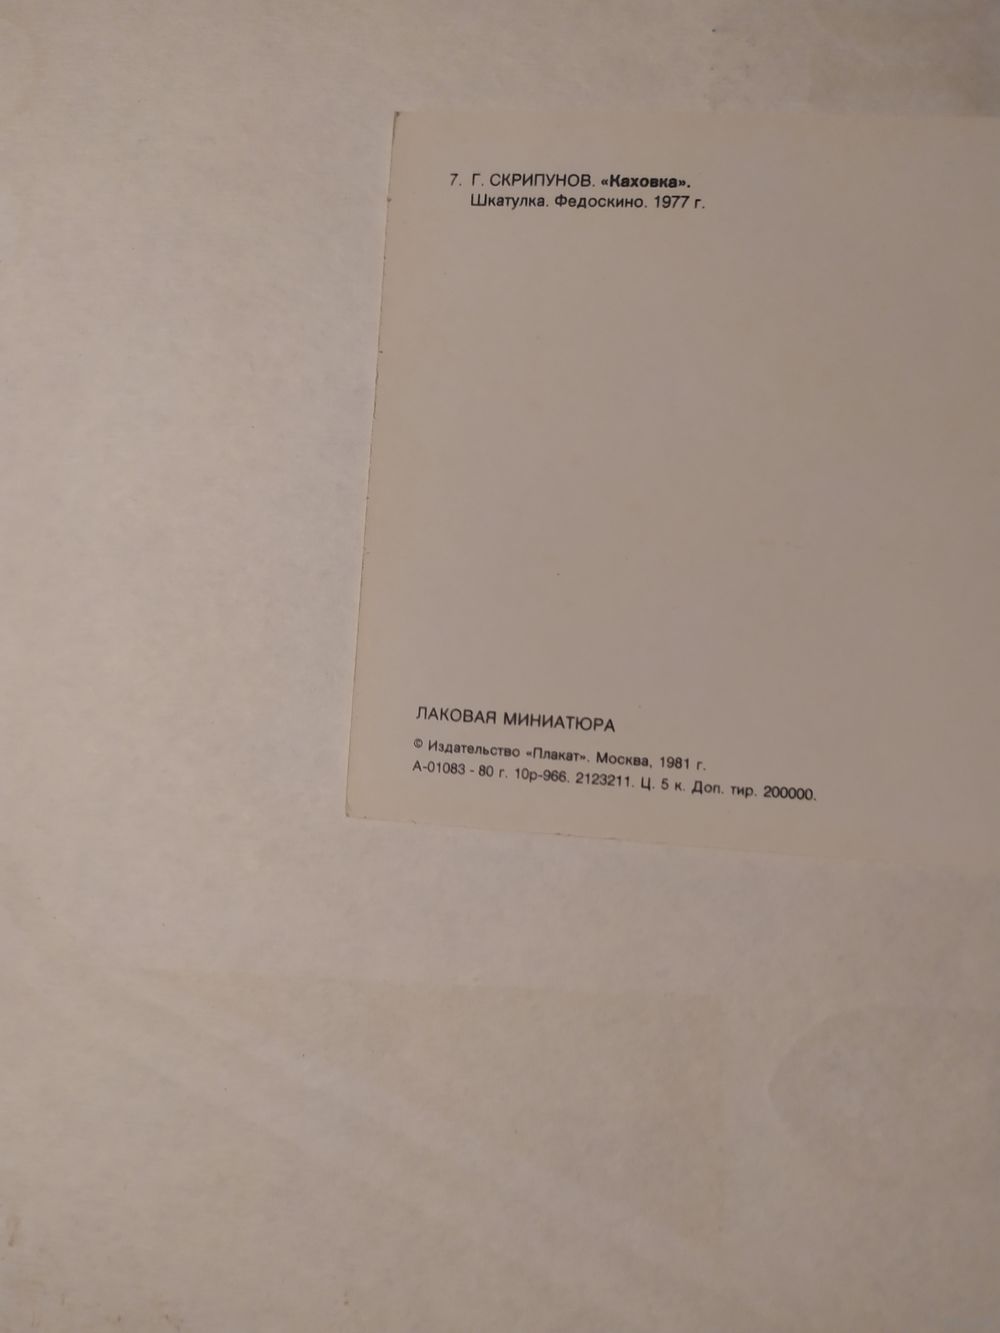 7. Г. СКРИПУНОВ. «Каховка».
Шкатулка. Федоскино. 1977 г.
ЛАКОВАЯ МИНИАТЮРА
© Издательство «Плакат». Москва, 1981 г.
А-01083 - 80 г. 10р-966. 2123211. Ц. 5 к. Доп. тир. 200000.